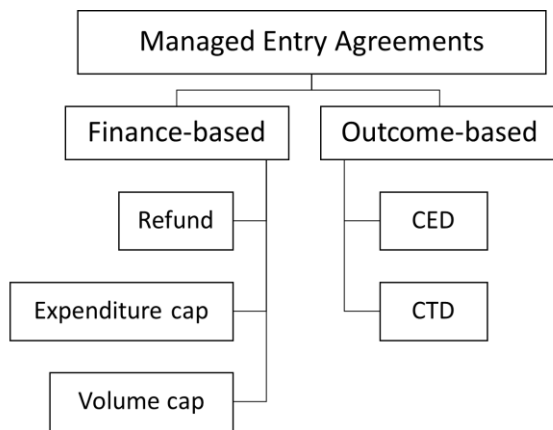 Managed Entry Agreements
Finance-based
Outcome-based
Refund
CED
Expenditure cap
CTD
Volume cap